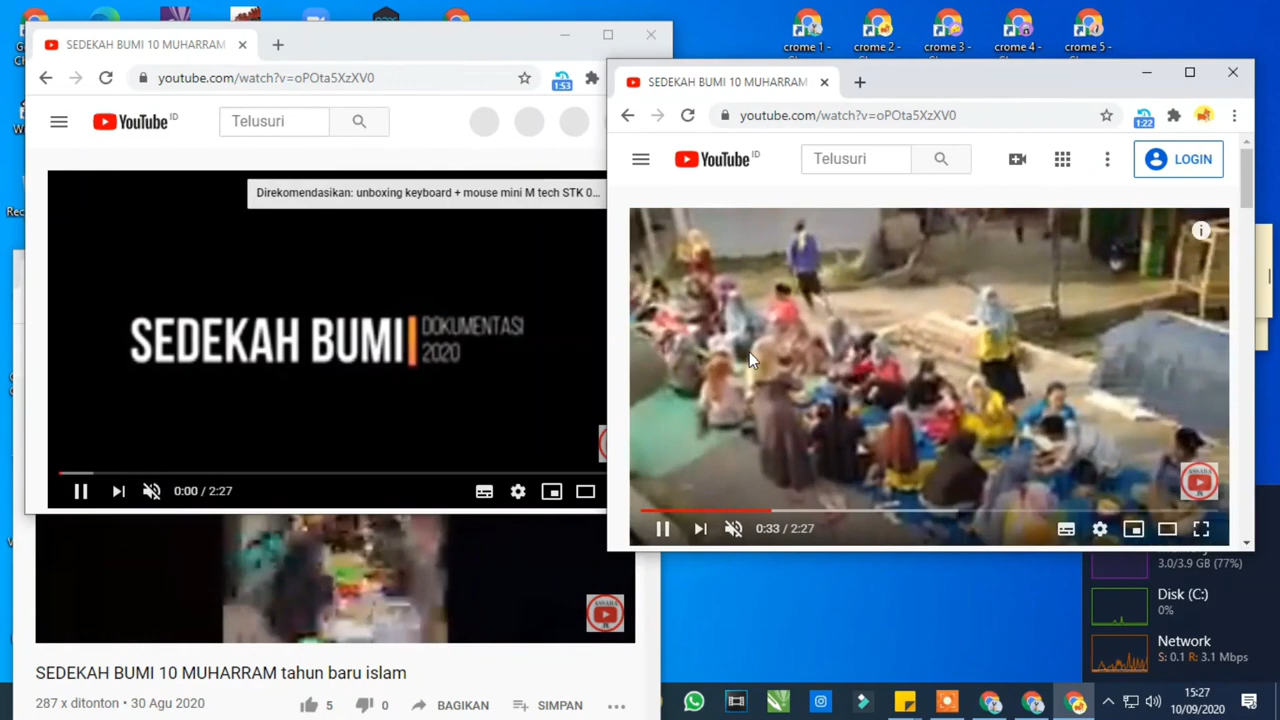 crome 1 -
crome 2 -
crome 3 -
crome 4 -
crome 5 -
SEDEKAH BUMI 10 MUHARRAM
youtube.com/watch?v=oPOta5XzXV0
1:53
YouTube ID
Telusuri
Direkomendasikan: unboxing keyboard + mouse mini M tech STK 0...
SEDEKAH BUMI
DOKUMENTASI
2020
0:00 / 2:27
SEDEKAH BUMI 10 MUHARRAM
youtube.com/watch?v=oPOta5XzXV0
1:22
YouTube ID
Telusuri
LOGIN
0:33 / 2:27
SEDEKAH BUMI 10 MUHARRAM tahun baru islam
287 x ditonton • 30 Agu 2020
5
0
BAGIKAN
SIMPAN
3.0/3.9 GB (77%)
Disk (C:)
0%
Network
S: 0.1 R: 3.1 Mbps
15:27
10/09/2020